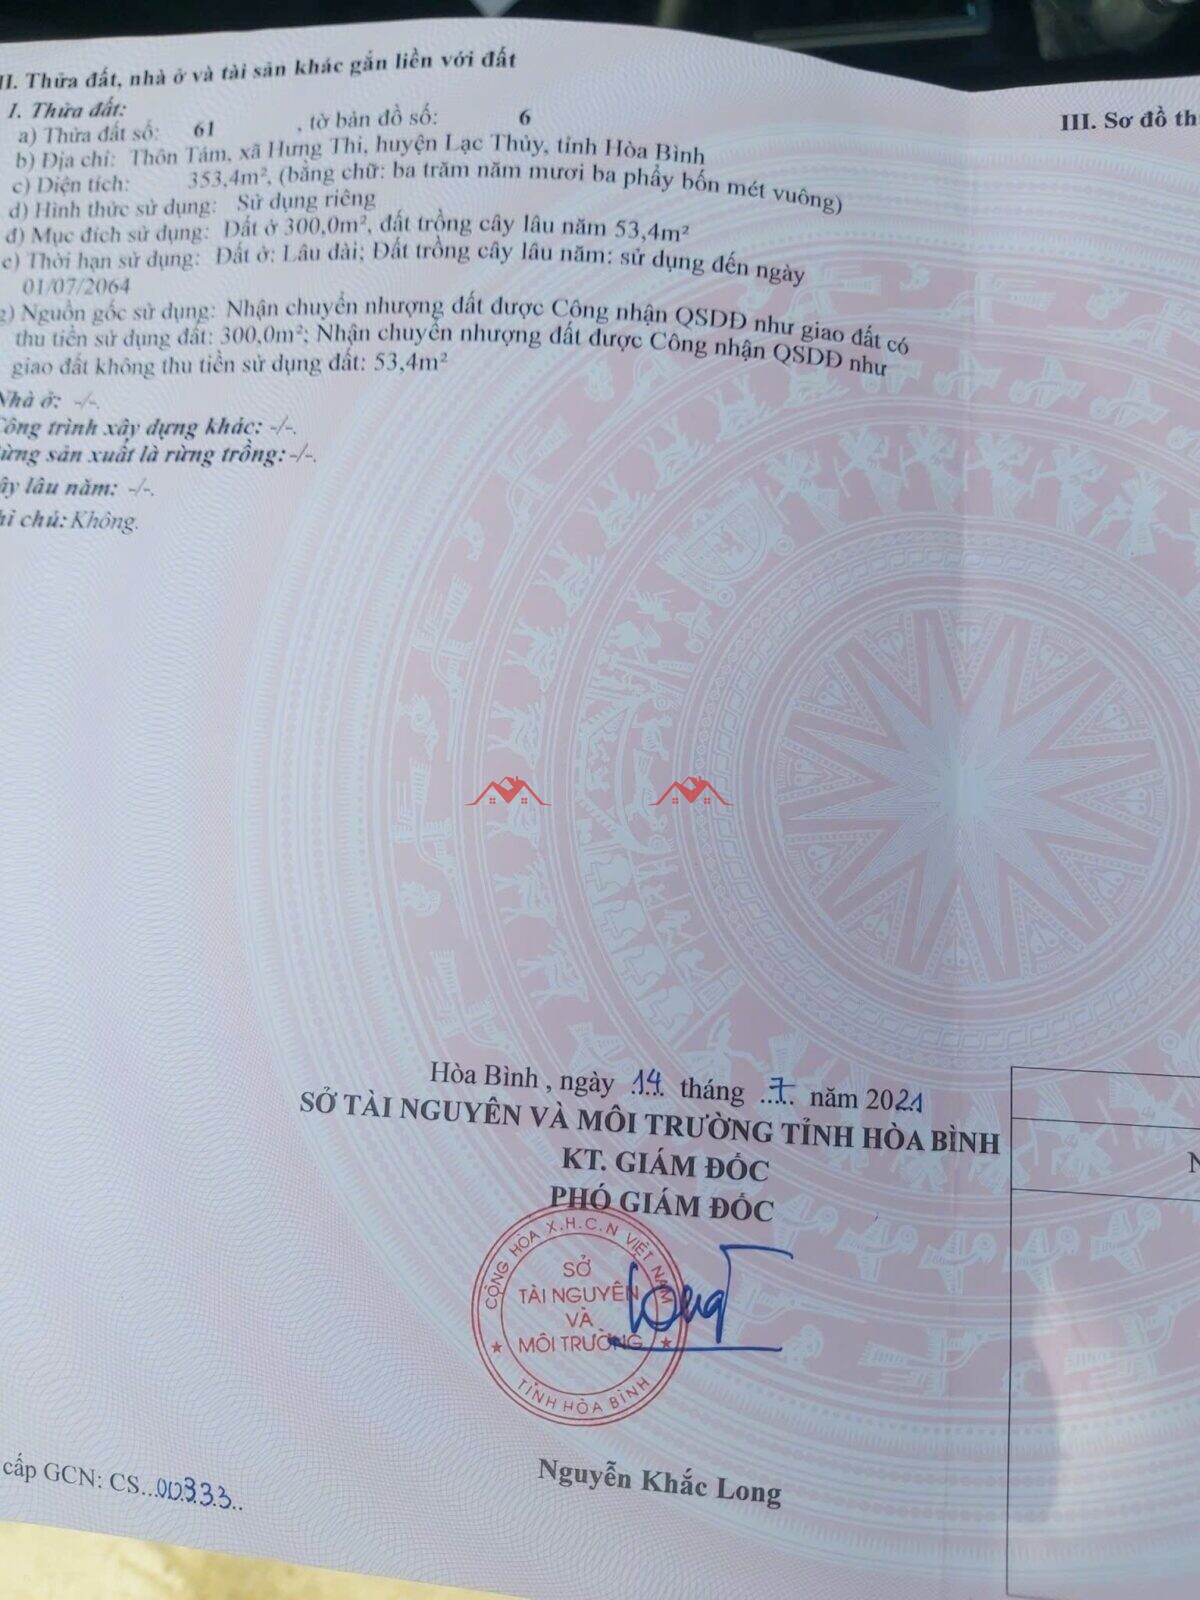 II. Thửa đất, nhà ở và tài sản khác gắn liền với đất
1. Thửa đất:
a) Thửa đất số: 61 , tờ bản đồ số: 6
b) Địa chỉ: Thôn Tám, xã Hưng Thi, huyện Lạc Thủy, tỉnh Hòa Bình
c) Diện tích: 353,4m², (bằng chữ: ba trăm năm mươi ba phẩy bốn mét vuông)
d) Hình thức sử dụng: Sử dụng riêng
đ) Mục đích sử dụng: Đất ở 300,0m², đất trồng cây lâu năm 53,4m²
e) Thời hạn sử dụng: Đất ở: Lâu dài; Đất trồng cây lâu năm: sử dụng đến ngày
01/07/2064
g) Nguồn gốc sử dụng: Nhận chuyển nhượng đất được Công nhận QSDĐ như giao đất có
thu tiền sử dụng đất: 300,0m²; Nhận chuyển nhượng đất được Công nhận QSDĐ như
giao đất không thu tiền sử dụng đất: 53,4m²
Nhà ở: -/-.
Công trình xây dựng khác: -/-.
ừng sản xuất là rừng trồng: -/-.
ây lâu năm: -/-.
hi chú: Không.
III. Sơ đồ th
Hòa Bình , ngày 14 tháng 7 năm 2021
SỞ TÀI NGUYÊN VÀ MÔI TRƯỜNG TỈNH HÒA BÌNH
KT. GIÁM ĐỐC
PHÓ GIÁM ĐỐC
CỘNG HÒA X.H.C.N VIỆT NAM
SỞ
TÀI NGUYÊN
VÀ
MÔI TRƯỜNG
TỈNH HÒA BÌNH
Nguyễn Khắc Long
cấp GCN: CS...00333..
N